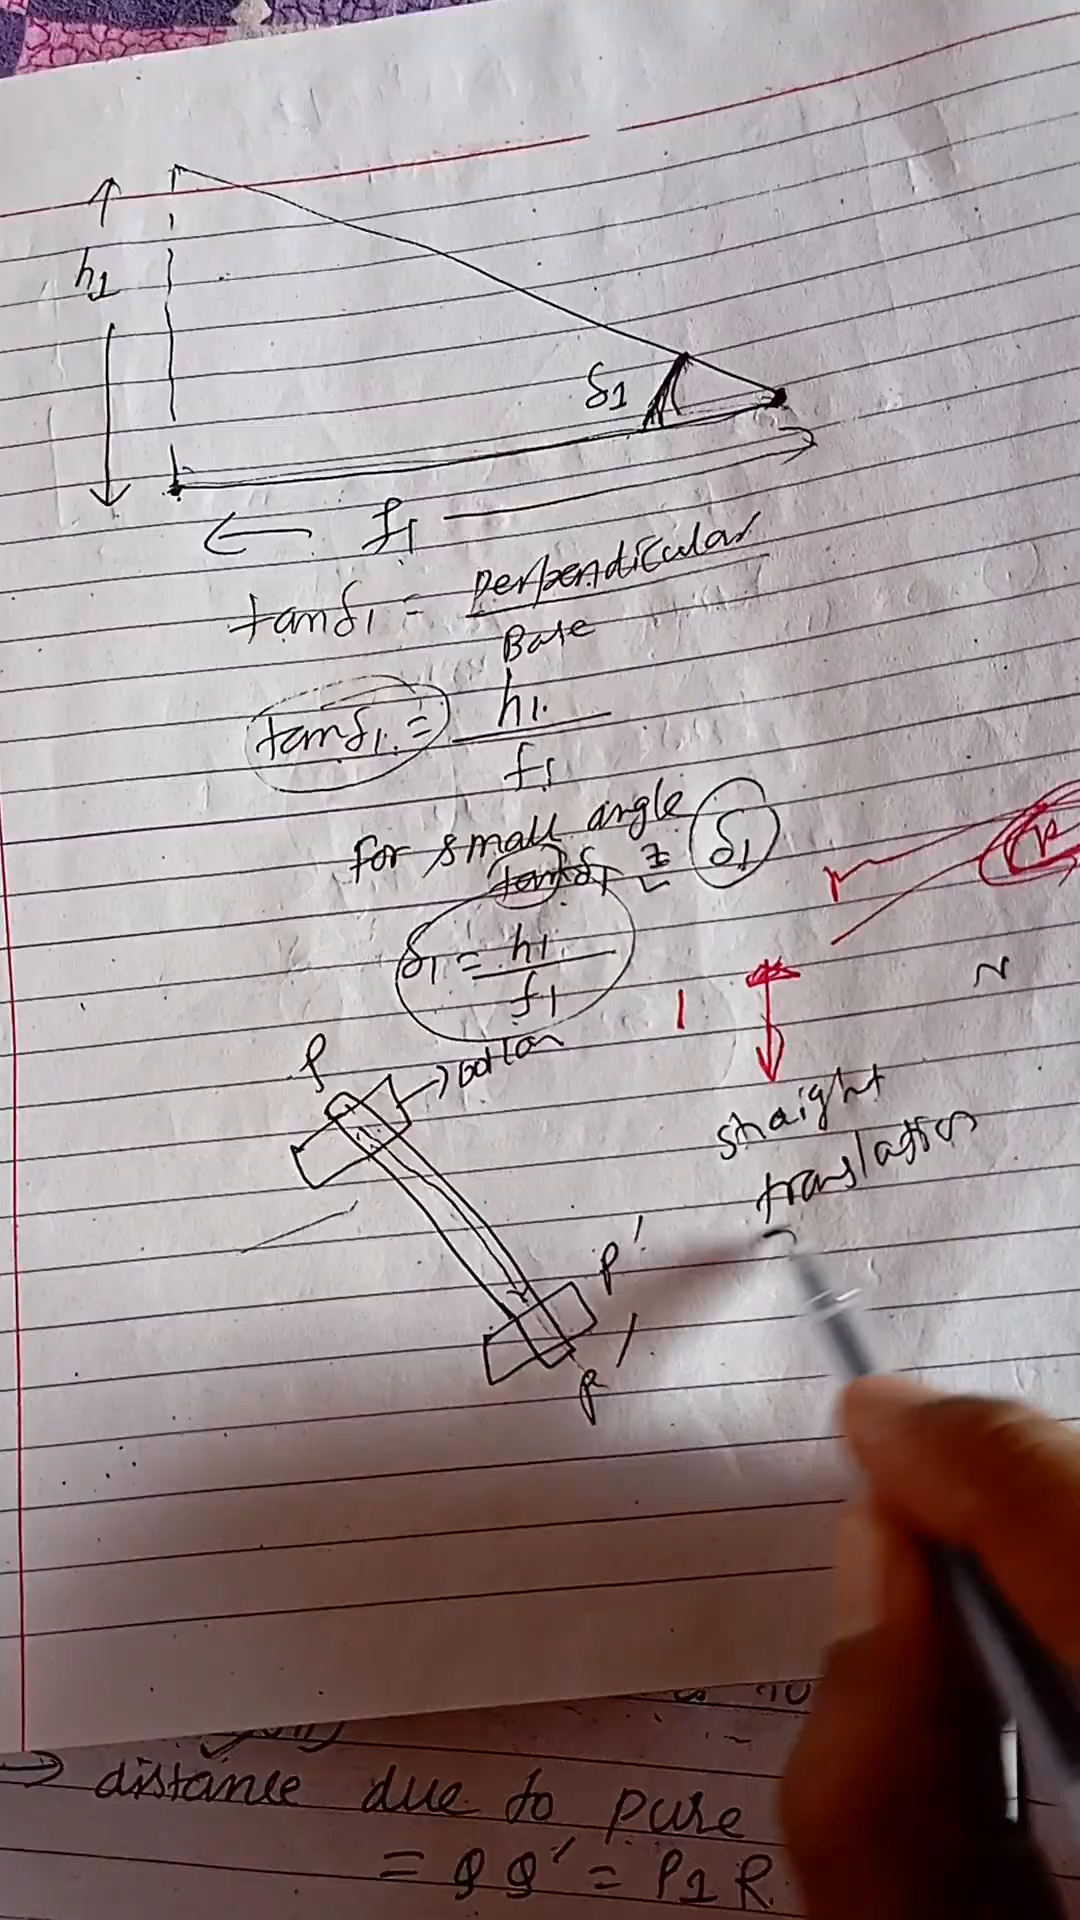 h1
δ1
f1
tanδ1 = Perpendicular
Base
tanδ1 = h1
f1
for small angle
tanδ1 ≈ δ1
δ1 = h1
f1
P
straight
translation
P'
P'
→ distance due to pure
= QQ' = P1R